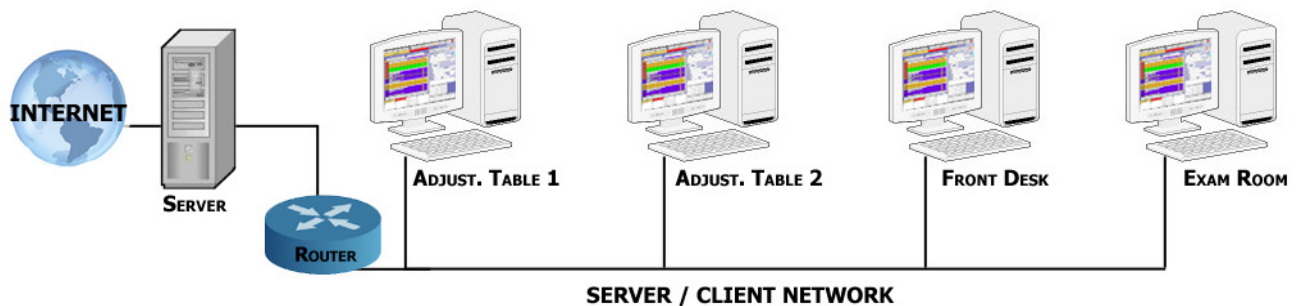 INTERNET
SERVER
ROUTER
ADJUST. TABLE 1
ADJUST. TABLE 2
FRONT DESK
EXAM ROOM
SERVER / CLIENT NETWORK